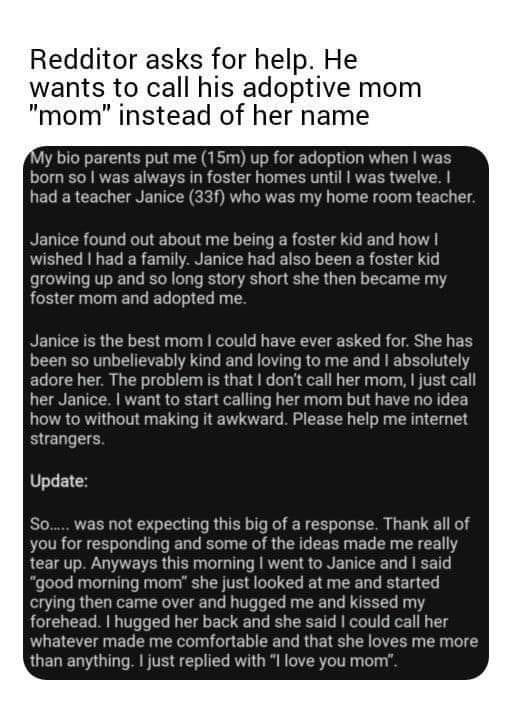 Redditor asks for help. He
wants to call his adoptive mom
"mom" instead of her name
My bio parents put me (15m) up for adoption when I was
born so I was always in foster homes until I was twelve. I
had a teacher Janice (33f) who was my home room teacher.
Janice found out about me being a foster kid and how I
wished I had a family. Janice had also been a foster kid
growing up and so long story short she then became my
foster mom and adopted me.
Janice is the best mom I could have ever asked for. She has
been so unbelievably kind and loving to me and I absolutely
adore her. The problem is that I don't call her mom, I just call
her Janice. I want to start calling her mom but have no idea
how to without making it awkward. Please help me internet
strangers.
Update:
So..... was not expecting this big of a response. Thank all of
you for responding and some of the ideas made me really
tear up. Anyways this morning I went to Janice and I said
“good morning mom” she just looked at me and started
crying then came over and hugged me and kissed my
forehead. I hugged her back and she said I could call her
whatever made me comfortable and that she loves me more
than anything. I just replied with “I love you mom”.